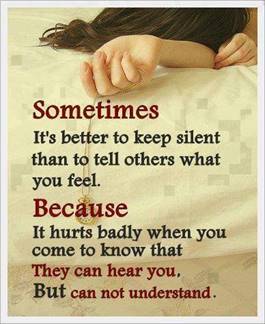 Sometimes
It's better to keep silent
than to tell others what
you feel.
Because
It hurts badly when you
come to know that
They can hear you,
But can not understand.